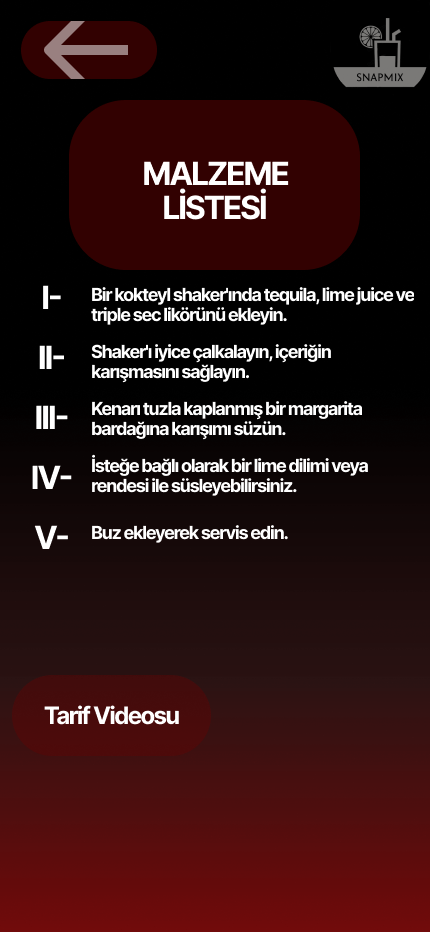 SNAPMIX
MALZEME
LİSTESİ
I- Bir kokteyl shaker'ında tequila, lime juice ve
triple sec likörünü ekleyin.
II- Shaker'ı iyice çalkalayın, içeriğin
karışmasını sağlayın.
III- Kenarı tuzla kaplanmış bir margarita
bardağına karışımı süzün.
IV- İsteğe bağlı olarak bir lime dilimi veya
rendesi ile süsleyebilirsiniz.
V- Buz ekleyerek servis edin.
Tarif Videosu